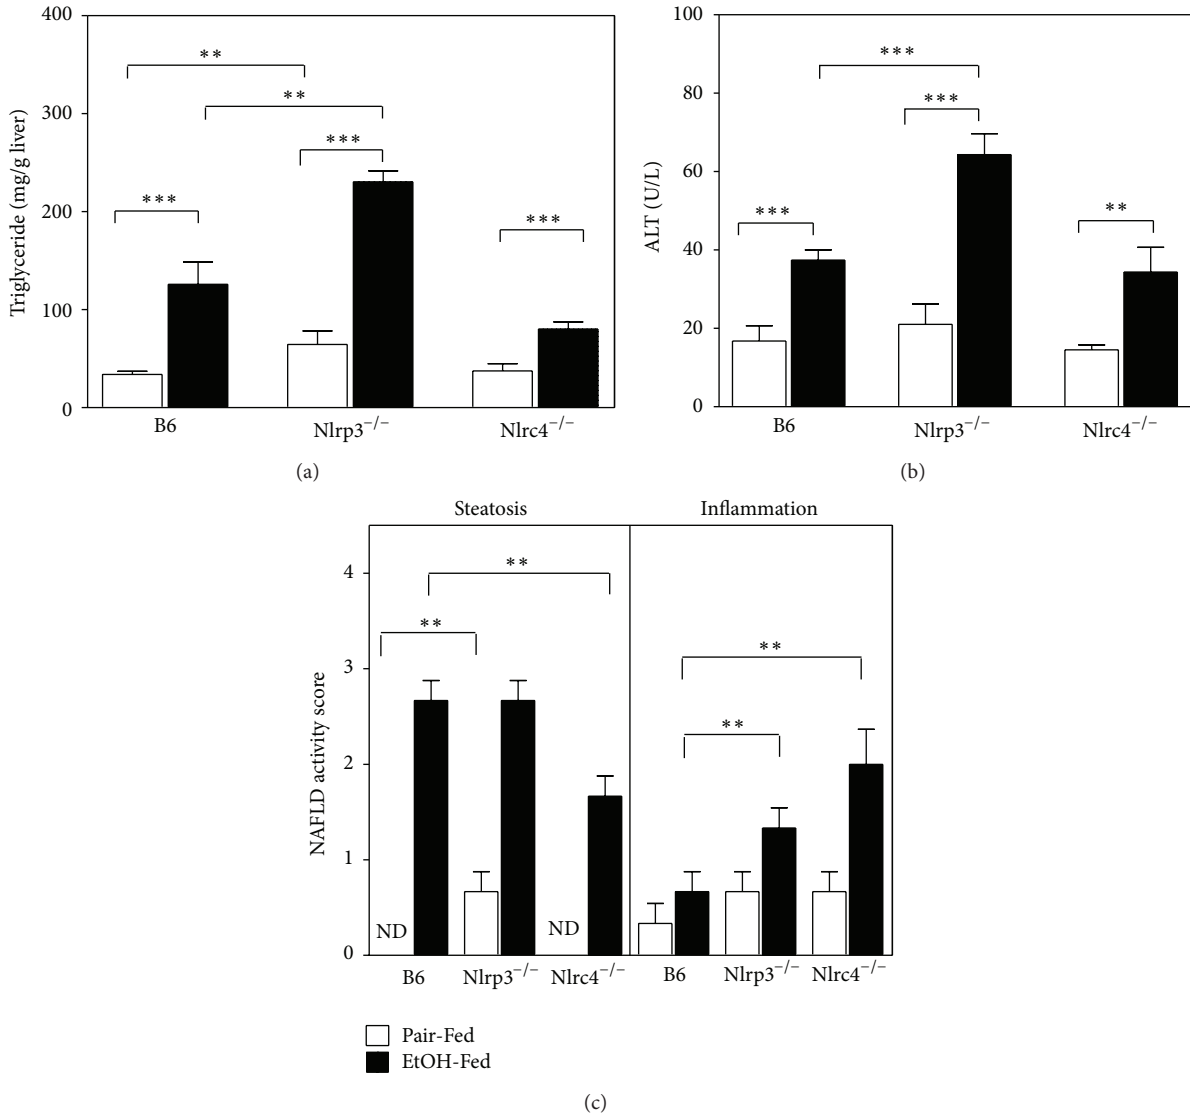 Triglyceride (mg/g liver)
400
300
200
100
0
**
**
***
***
***
B6
Nlrp3−/−
Nlrc4−/−
(a)
ALT (U/L)
100
80
60
40
20
0
***
***
***
**
B6
Nlrp3−/−
Nlrc4−/−
(b)
Steatosis
Inflammation
NAFLD activity score
4
3
2
1
0
**
**
**
**
ND
ND
B6
Nlrp3−/−
Nlrc4−/−
B6
Nlrp3−/−
Nlrc4−/−
Pair-Fed
EtOH-Fed
(c)